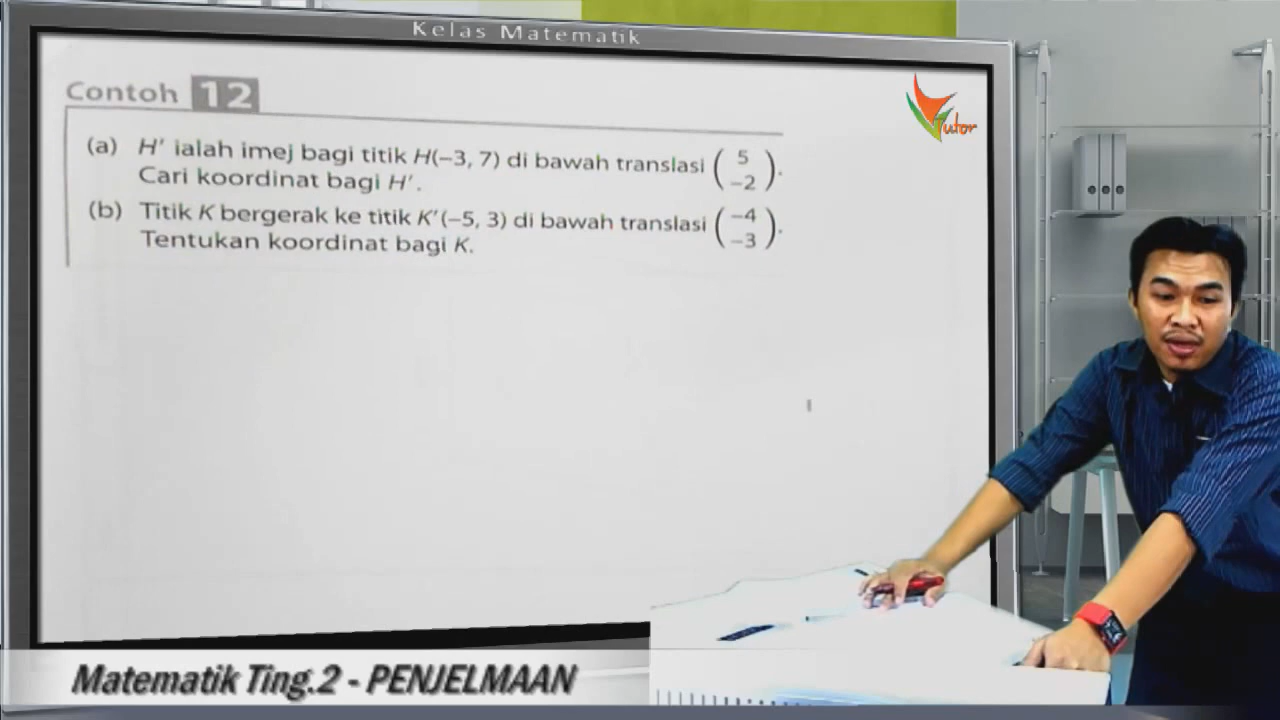 Kelas Matematik
Contoh 12
(a) H' ialah imej bagi titik H(−3, 7) di bawah translasi (5 −2).
Cari koordinat bagi H'.
(b) Titik K bergerak ke titik K'(−5, 3) di bawah translasi (−4 −3).
Tentukan koordinat bagi K.
utor
Matematik Ting.2 - PENJELMAAN